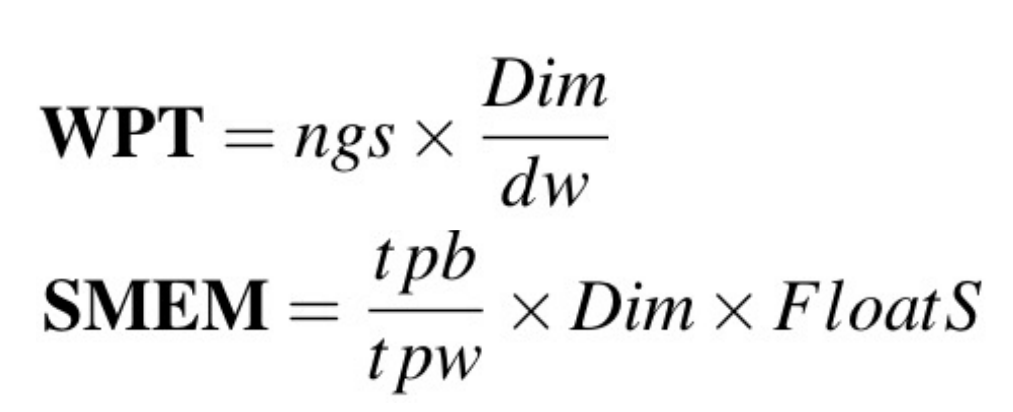 WPT = ngs × Dim / dw
SMEM = tpb / tpw × Dim × FloatS